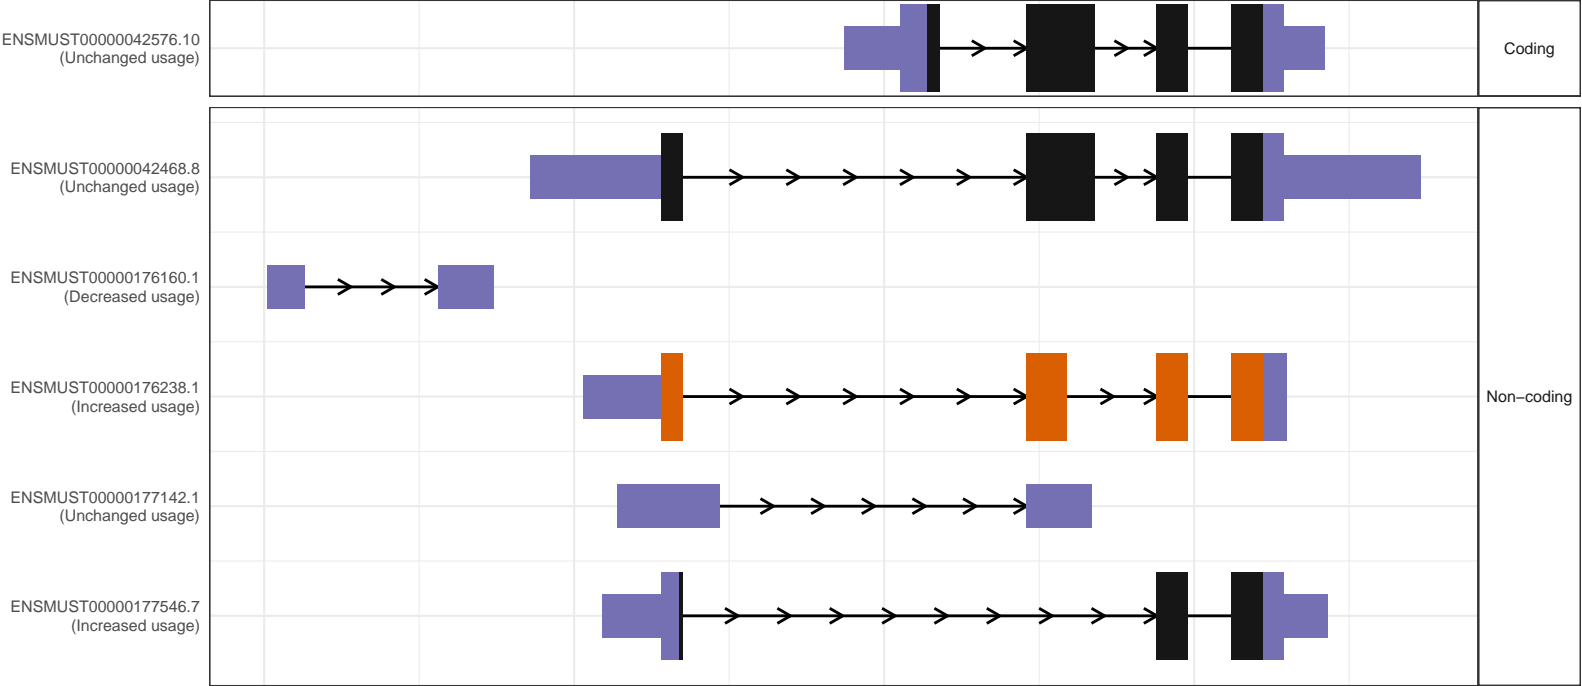 ENSMUST00000042576.10
(Unchanged usage)
Coding
ENSMUST00000042468.8
(Unchanged usage)
ENSMUST00000176160.1
(Decreased usage)
ENSMUST00000176238.1
(Increased usage)
Non−coding
ENSMUST00000177142.1
(Unchanged usage)
ENSMUST00000177546.7
(Increased usage)